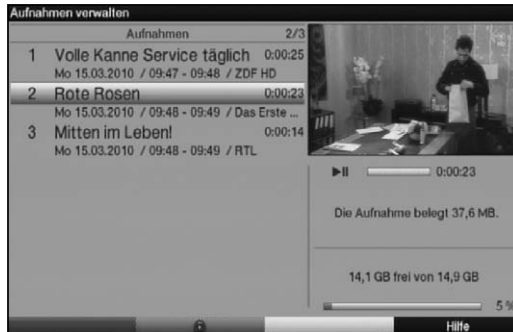 Aufnahmen verwalten
Aufnahmen 2/3
1 Volle Kanne Service täglich 0:00:25
Mo 15.03.2010 / 09:47 - 09:48 / ZDF HD
2 Rote Rosen 0:00:23
Mo 15.03.2010 / 09:48 - 09:49 / Das Erste ...
3 Mitten im Leben! 0:00:14
Mo 15.03.2010 / 09:48 - 09:49 / RTL
0:00:23
Die Aufnahme belegt 37,6 MB.
14,1 GB frei von 14,9 GB
5 %
Hilfe